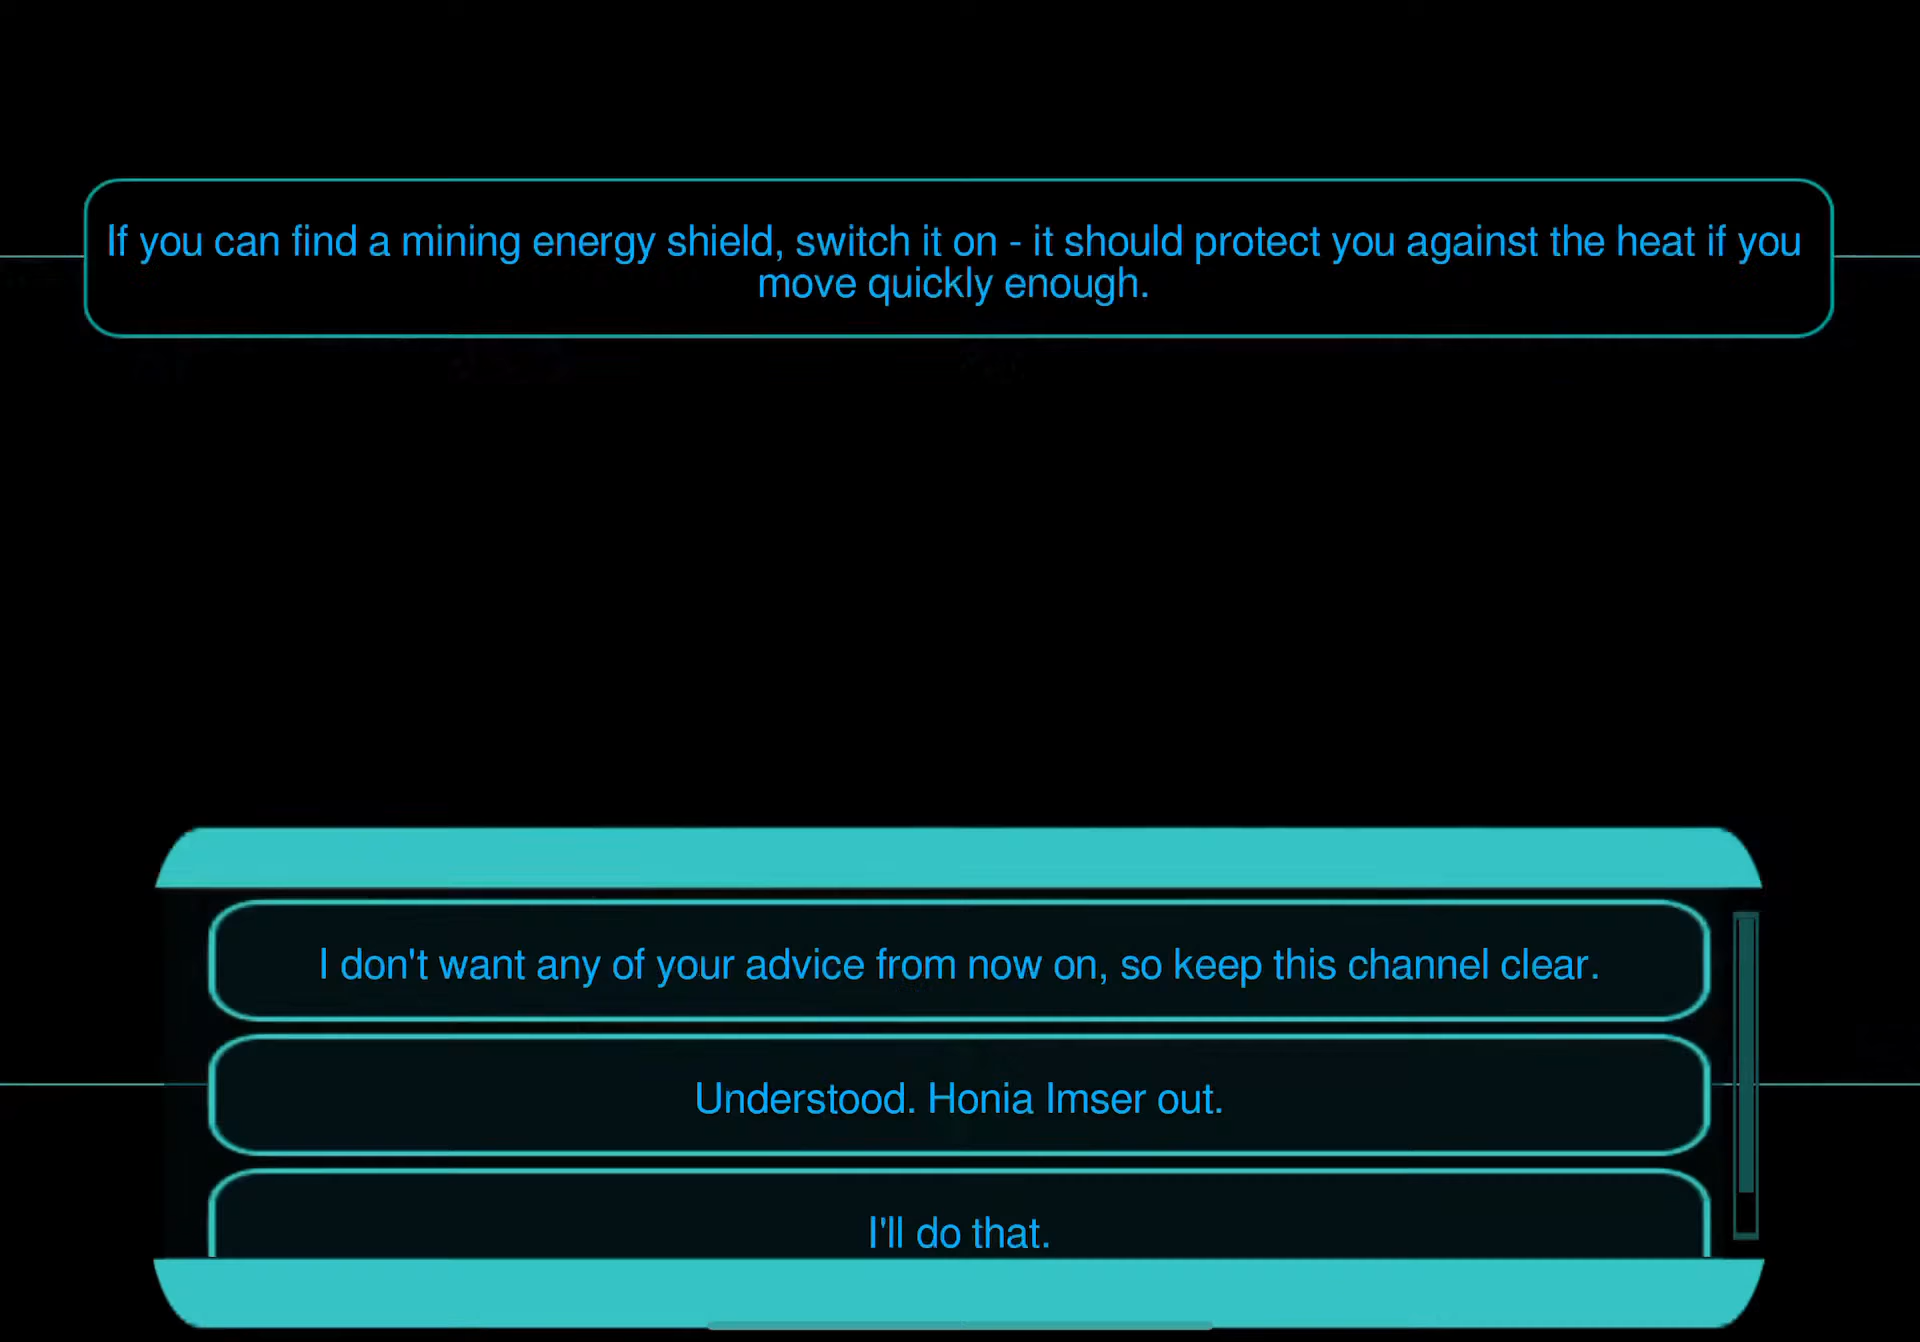 If you can find a mining energy shield, switch it on - it should protect you against the heat if you
move quickly enough.
I don't want any of your advice from now on, so keep this channel clear.
Understood. Honia Imser out.
I'll do that.